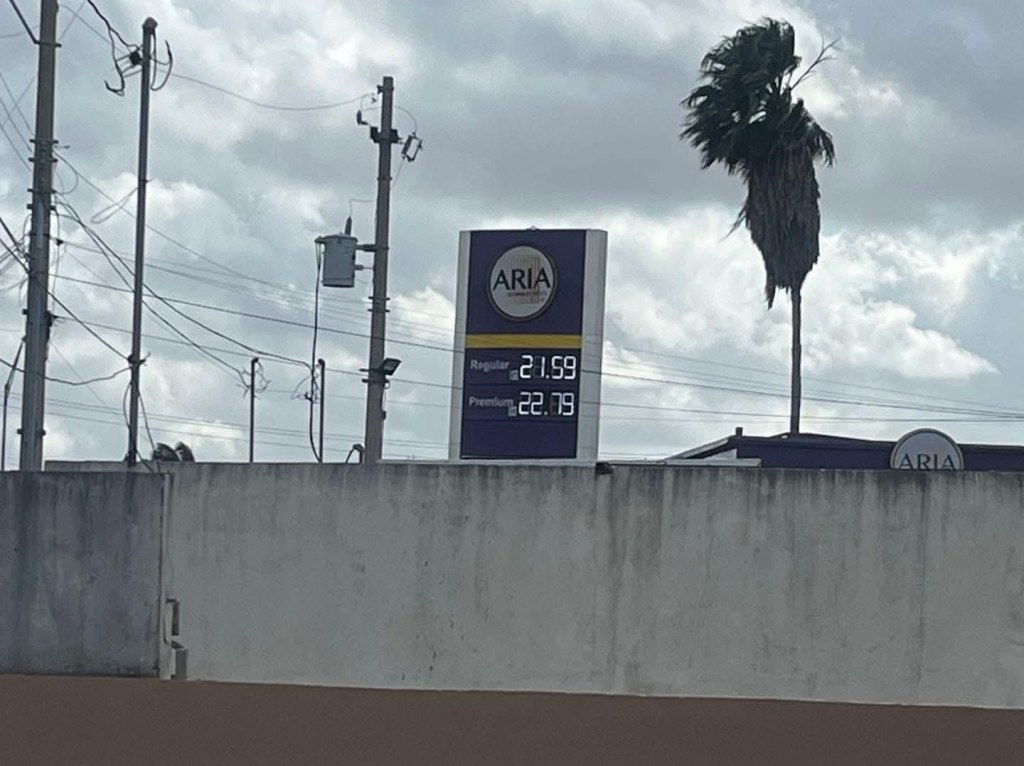 ARIA
Regular 21.59
Premium 22.79
ARIA